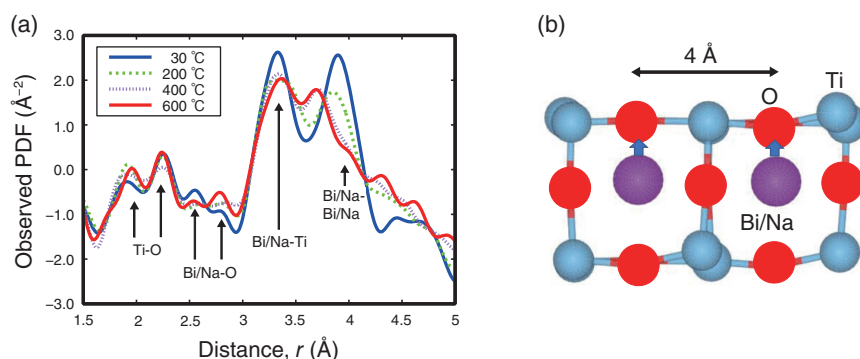 (a)
3.0
2.0
1.0
0.0
−1.0
−2.0
−3.0
Observed PDF (Å−2)
30 ℃
200 ℃
400 ℃
600 ℃
Ti-O
Bi/Na-O
Bi/Na-Ti
Bi/Na-
Bi/Na
1.5 2 2.5 3 3.5 4 4.5 5
Distance, r (Å)
(b)
4 Å
O
Ti
Bi/Na